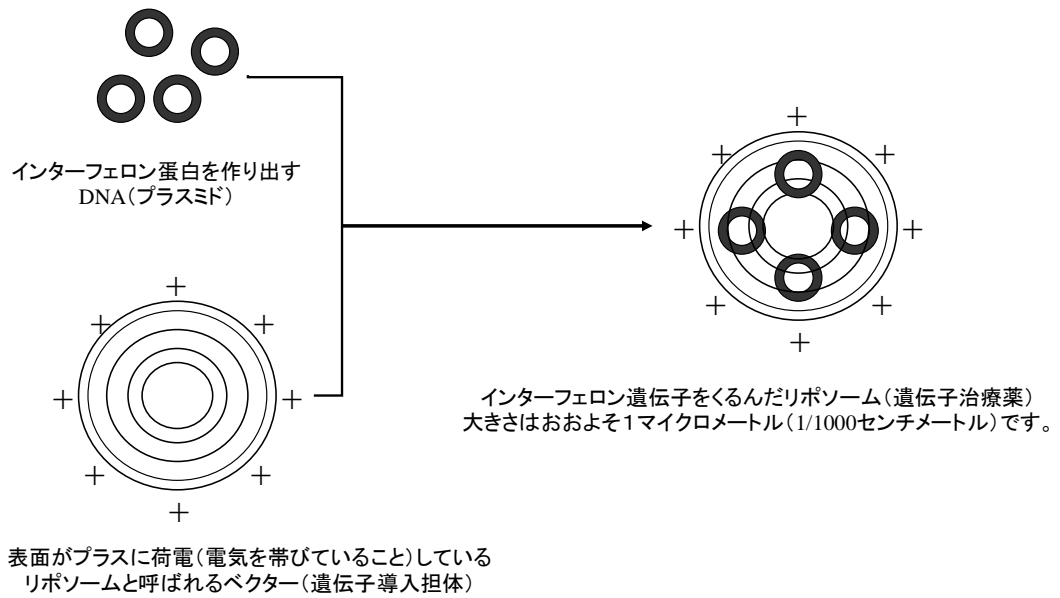 インターフェロン蛋白を作り出す
DNA（プラスミド）
インターフェロン遺伝子をくるんだリポソーム（遺伝子治療薬）
大きさはおおよそ1マイクロメートル（1/1000センチメートル）です。
表面がプラスに荷電（電気を帯びていること）している
リポソームと呼ばれるベクター（遺伝子導入担体）